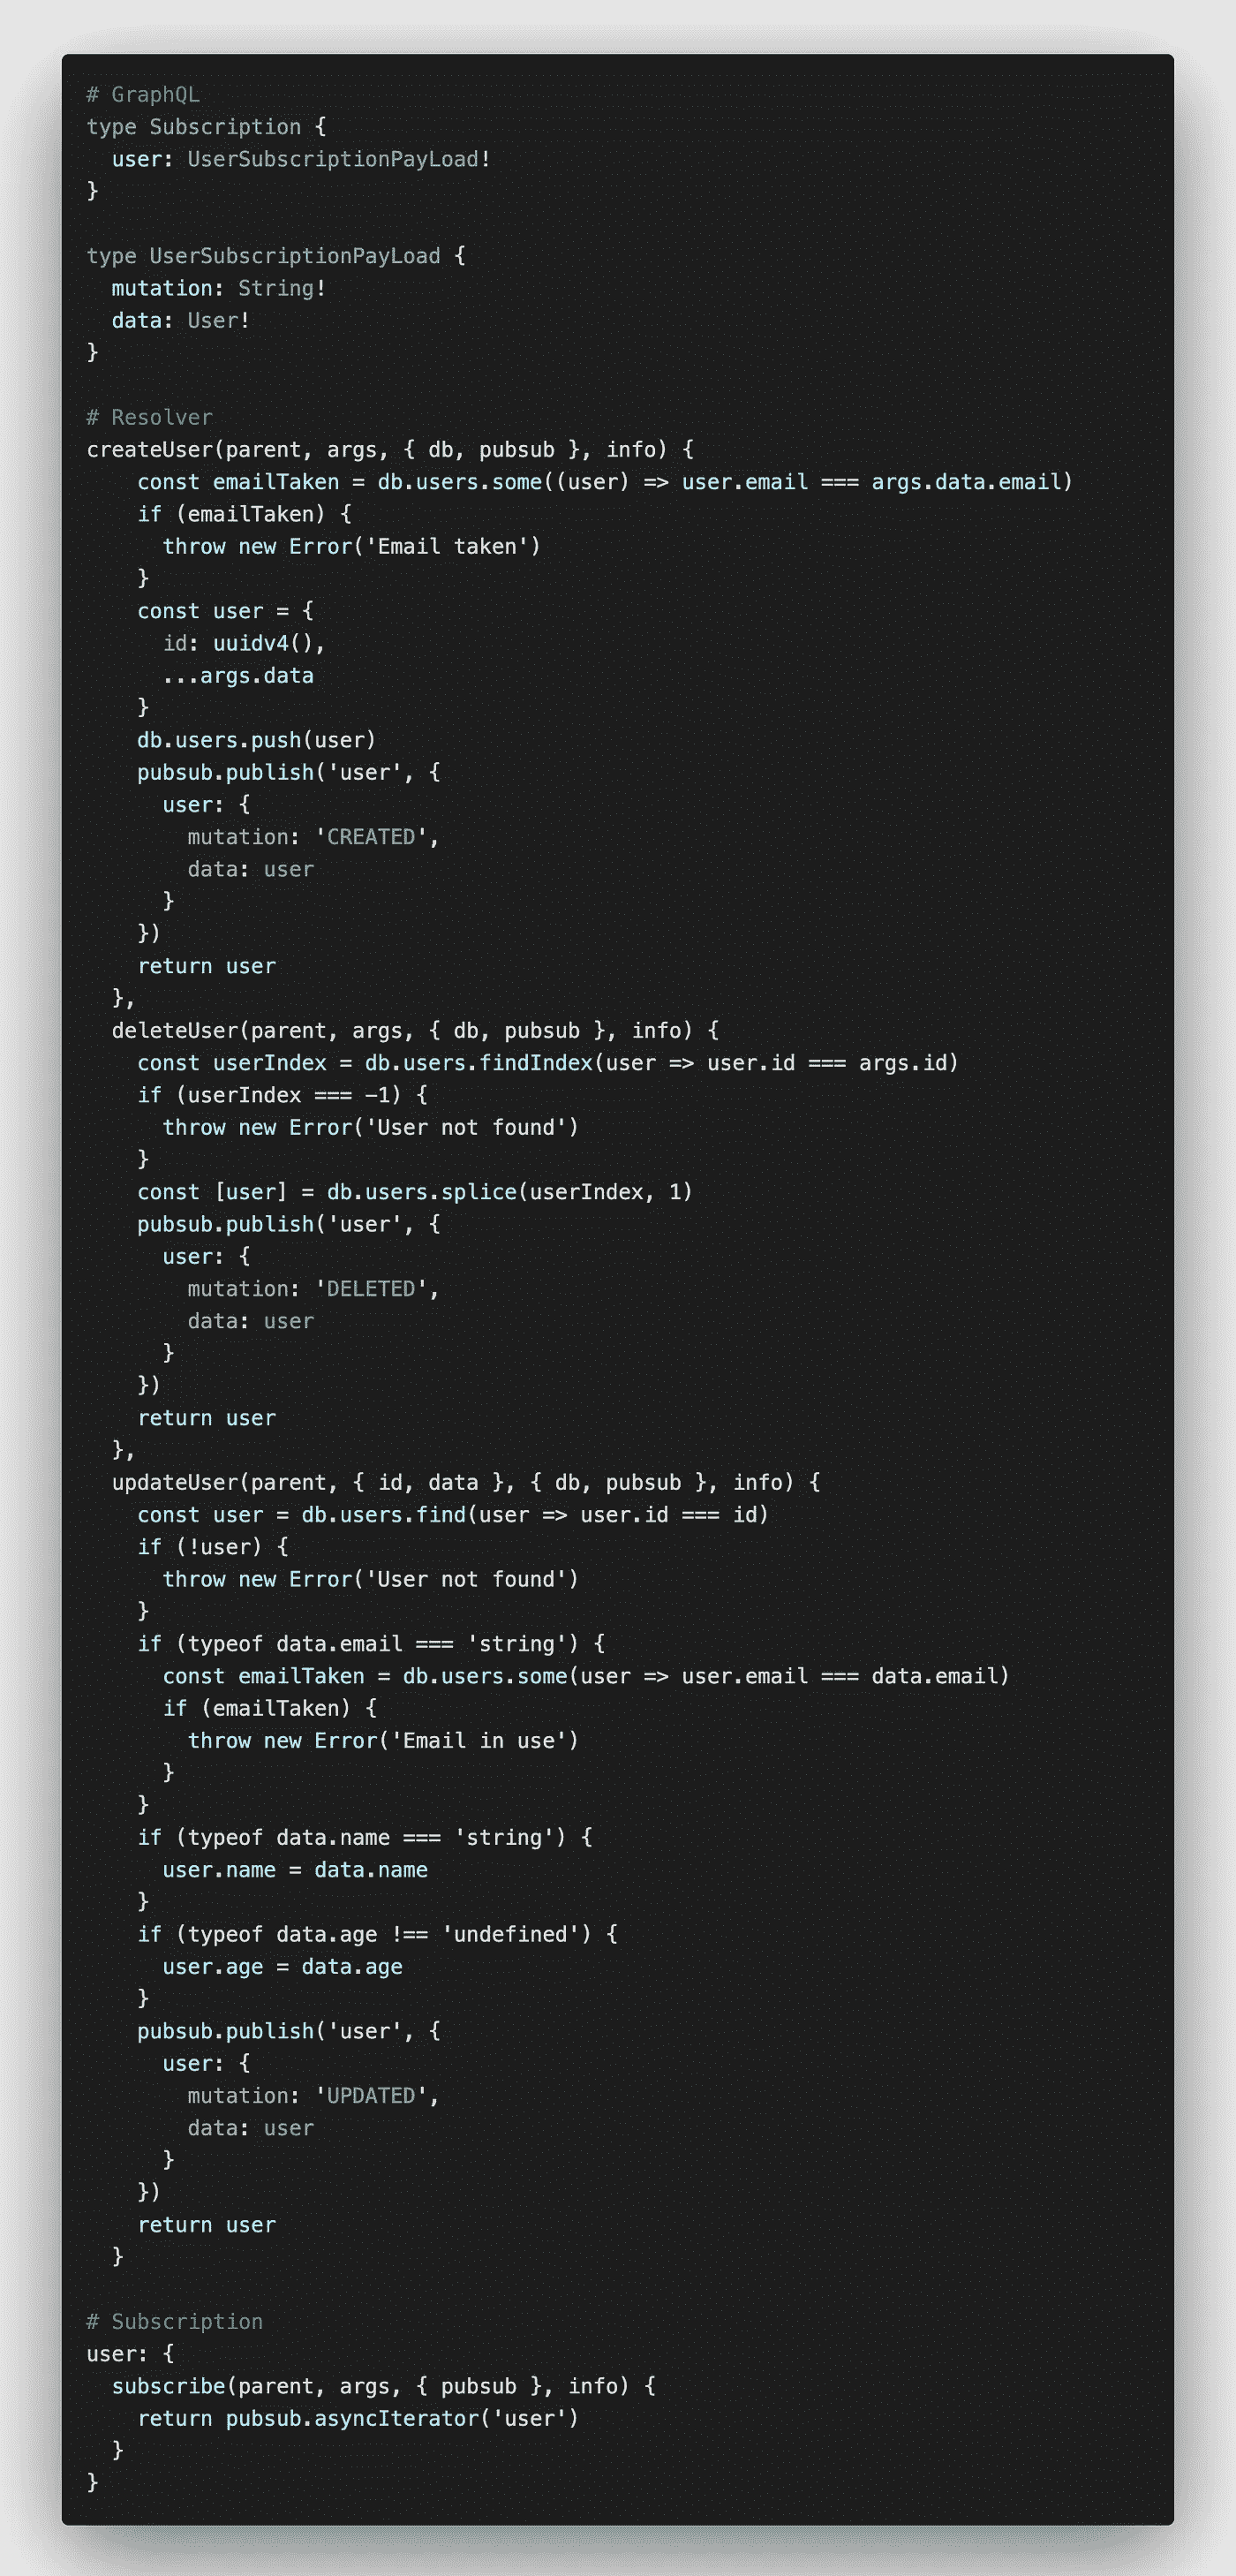 # GraphQL
type Subscription {
  user: UserSubscriptionPayLoad!
}

type UserSubscriptionPayLoad {
  mutation: String!
  data: User!
}

# Resolver
createUser(parent, args, { db, pubsub }, info) {
    const emailTaken = db.users.some((user) => user.email === args.data.email)
    if (emailTaken) {
      throw new Error('Email taken')
    }
    const user = {
      id: uuidv4(),
      ...args.data
    }
    db.users.push(user)
    pubsub.publish('user', {
      user: {
        mutation: 'CREATED',
        data: user
      }
    })
    return user
  },
  deleteUser(parent, args, { db, pubsub }, info) {
    const userIndex = db.users.findIndex(user => user.id === args.id)
    if (userIndex === -1) {
      throw new Error('User not found')
    }
    const [user] = db.users.splice(userIndex, 1)
    pubsub.publish('user', {
      user: {
        mutation: 'DELETED',
        data: user
      }
    })
    return user
  },
  updateUser(parent, { id, data }, { db, pubsub }, info) {
    const user = db.users.find(user => user.id === id)
    if (!user) {
      throw new Error('User not found')
    }
    if (typeof data.email === 'string') {
      const emailTaken = db.users.some(user => user.email === data.email)
      if (emailTaken) {
        throw new Error('Email in use')
      }
    }
    if (typeof data.name === 'string') {
      user.name = data.name
    }
    if (typeof data.age !== 'undefined') {
      user.age = data.age
    }
    pubsub.publish('user', {
      user: {
        mutation: 'UPDATED',
        data: user
      }
    })
    return user
  }

# Subscription
user: {
  subscribe(parent, args, { pubsub }, info) {
    return pubsub.asyncIterator('user')
  }
}